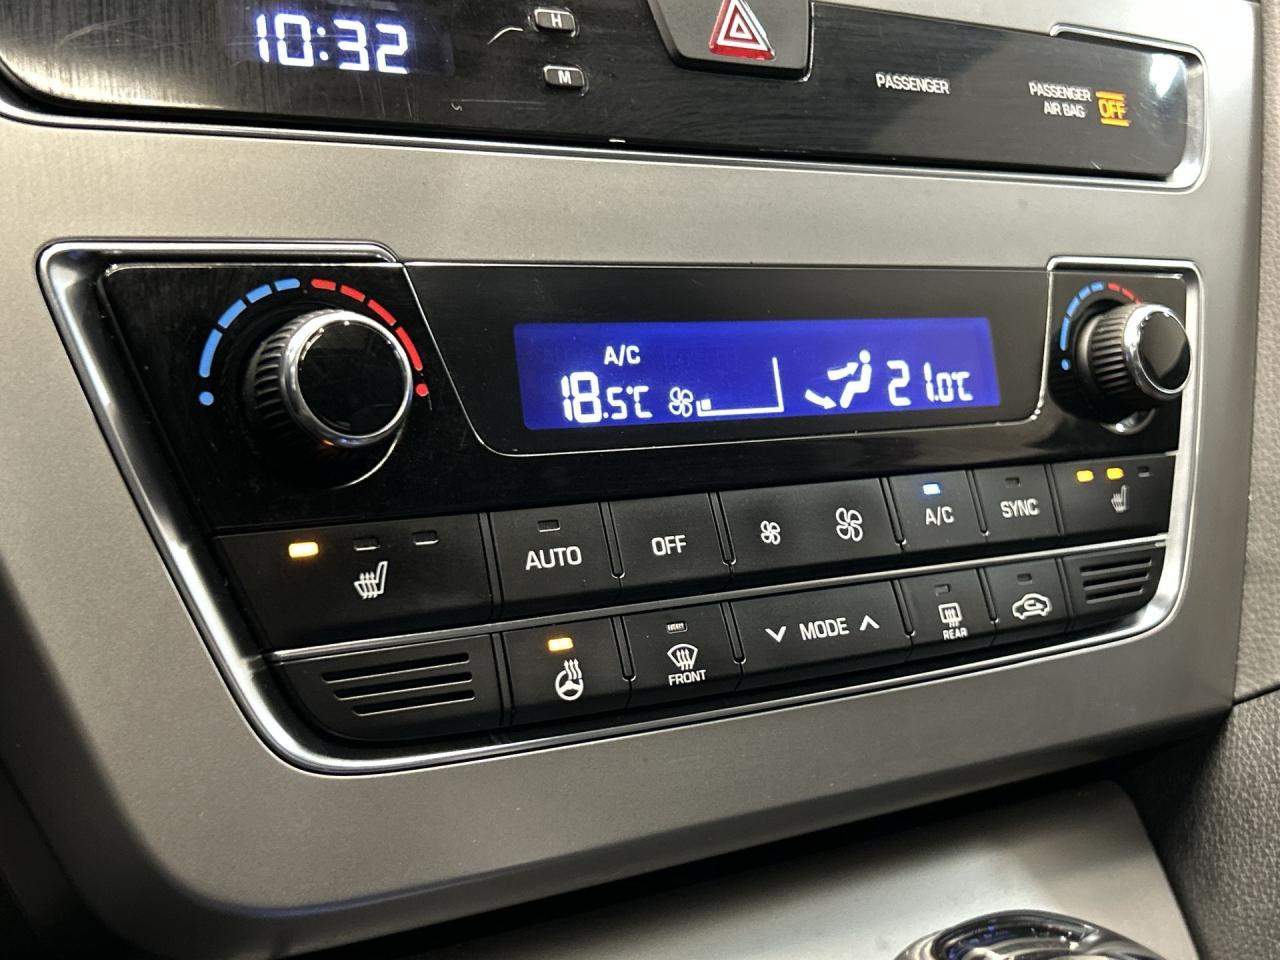 10:32
H
M
PASSENGER
PASSENGER
AIR BAG OFF
A/C
18.5°C
21.0°C
AUTO
OFF
A/C
SYNC
FRONT
MODE
REAR